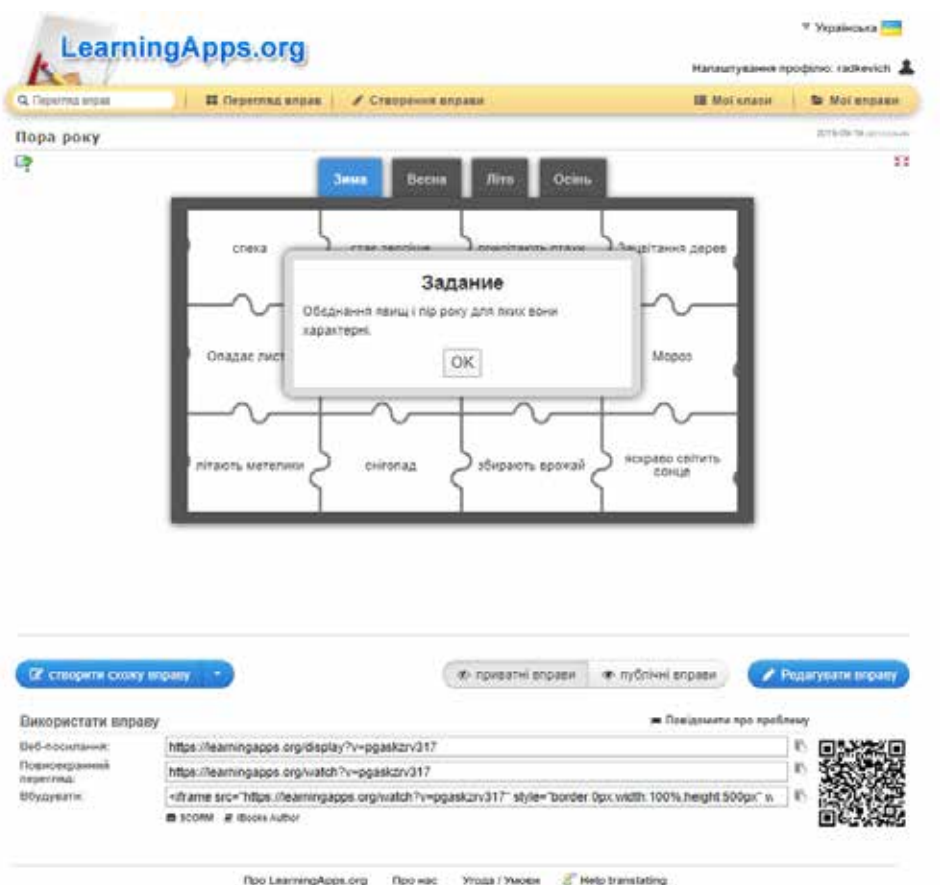 LearningApps.org
Українська
Налаштування профілю: radkevich
Перегляд вправ
Перегляд вправ
Створення вправи
Мої класи
Мої вправи
Пора року
Зима
Весна
Літо
Осінь
спека
Зацвітання дерев
Задание
Обєднання явищ і пір року для яких вони
характерні.
OK
Опадає
Мороз
літають метелики
снігопад
збирають врожай
яскраво світить
сонце
створити схожу вправу
приватні вправи
публічні вправи
Редагувати вправу
Використати вправу
Повідомити про проблему
Веб-посилання:
https://learningapps.org/display?v=pgaskzrv317
Повноекранний
перегляд:
https://learningapps.org/watch?v=pgaskzrv317
Вбудувати:
<iframe src="https://learningapps.org/watch?v=pgaskzrv317" style="border:0px;width:100%;height:500px"
SCORM
iBooks Author
Про LearningApps.org
Про нас
Угода / Умови
Help translating